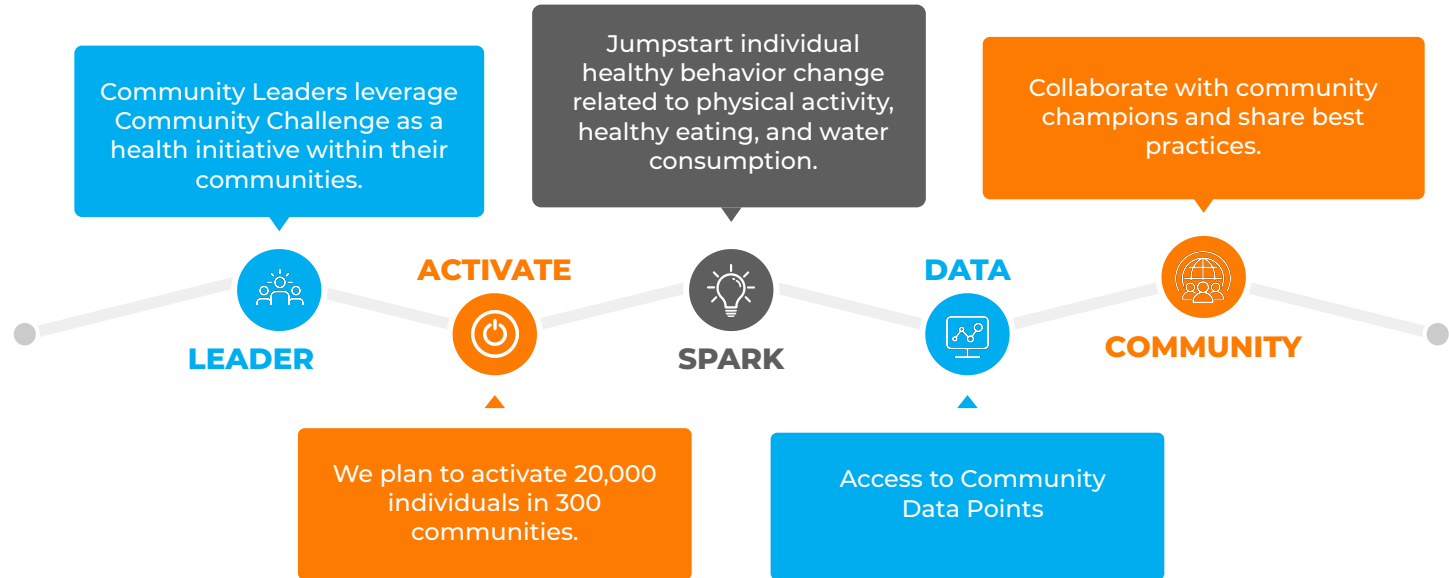 Community Leaders leverage
Community Challenge as a
health initiative within their
communities.
LEADER
ACTIVATE
We plan to activate 20,000
individuals in 300
communities.
Jumpstart individual
healthy behavior change
related to physical activity,
healthy eating, and water
consumption.
SPARK
DATA
Access to Community
Data Points
Collaborate with community
champions and share best
practices.
COMMUNITY